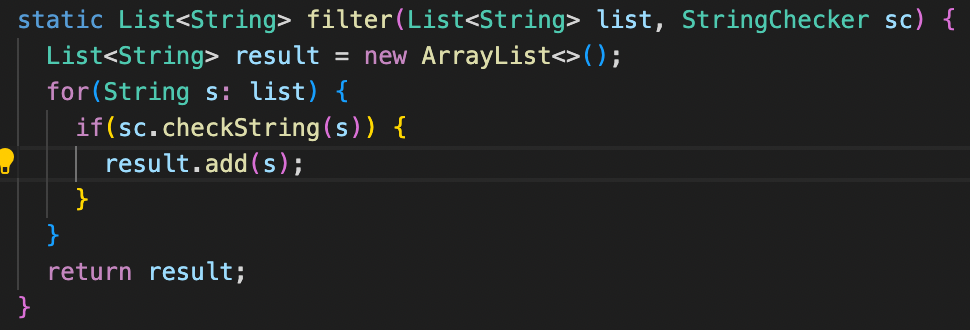 static List<String> filter(List<String> list, StringChecker sc) {
  List<String> result = new ArrayList<>();
  for(String s: list) {
    if(sc.checkString(s)) {
      result.add(s);
    }
  }
  return result;
}